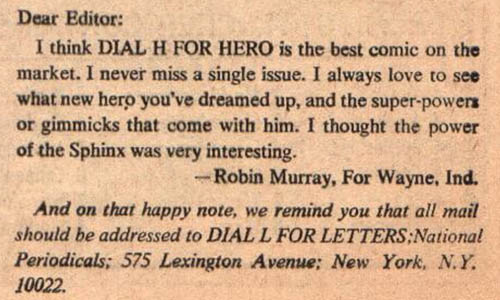 Dear Editor:
I think DIAL H FOR HERO is the best comic on the
market. I never miss a single issue. I always love to see
what new hero you've dreamed up, and the super-powers
or gimmicks that come with him. I thought the power
of the Sphinx was very interesting.
—Robin Murray, For Wayne, Ind.
And on that happy note, we remind you that all mail
should be addressed to DIAL L FOR LETTERS;National
Periodicals; 575 Lexington Avenue; New York, N.Y.
10022.